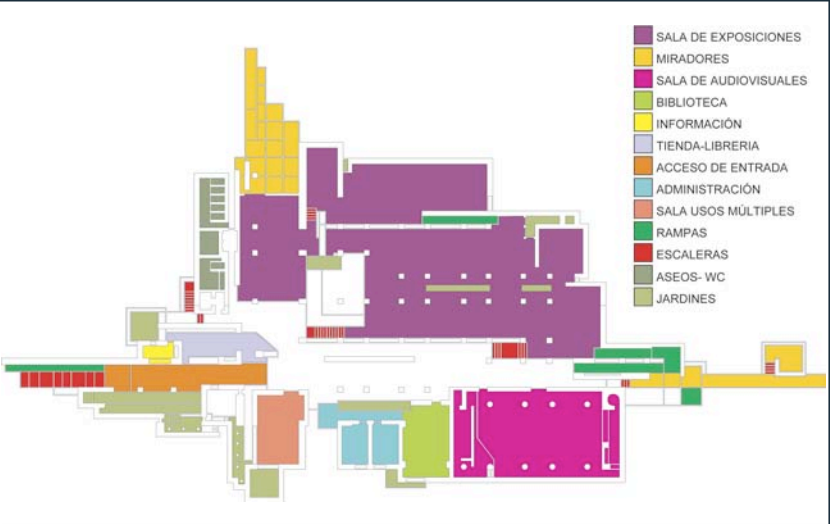 SALA DE EXPOSICIONES
MIRADORES
SALA DE AUDIOVISUALES
BIBLIOTECA
INFORMACIÓN
TIENDA-LIBRERIA
ACCESO DE ENTRADA
ADMINISTRACIÓN
SALA USOS MÚLTIPLES
RAMPAS
ESCALERAS
ASEOS- WC
JARDINES